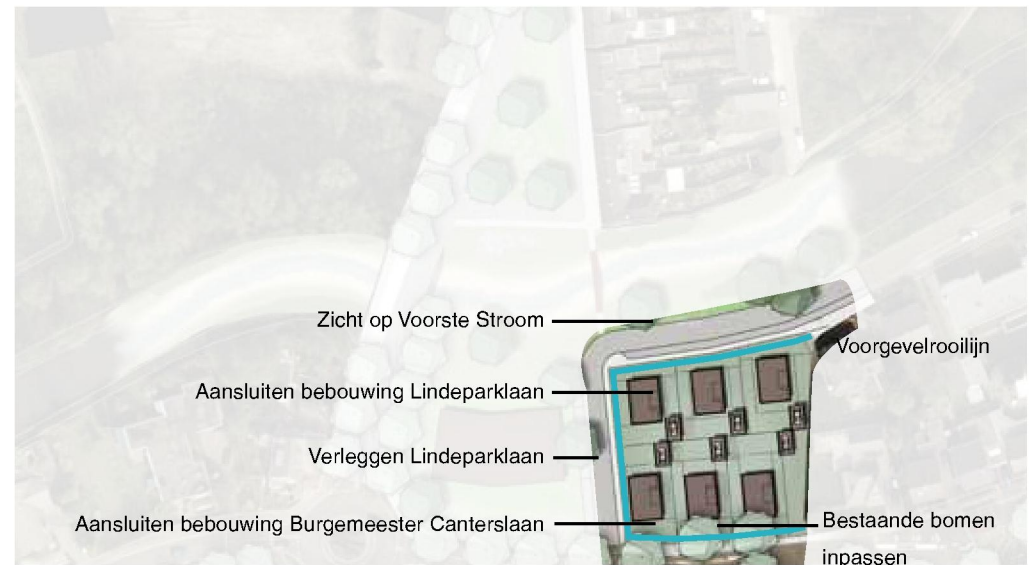 Zicht op Voorste Stroom
Voorgevelrooilijn
Aansluiten bebouwing Lindeparklaan
Verleggen Lindeparklaan
Aansluiten bebouwing Burgemeester Canterslaan
Bestaande bomen
inpassen